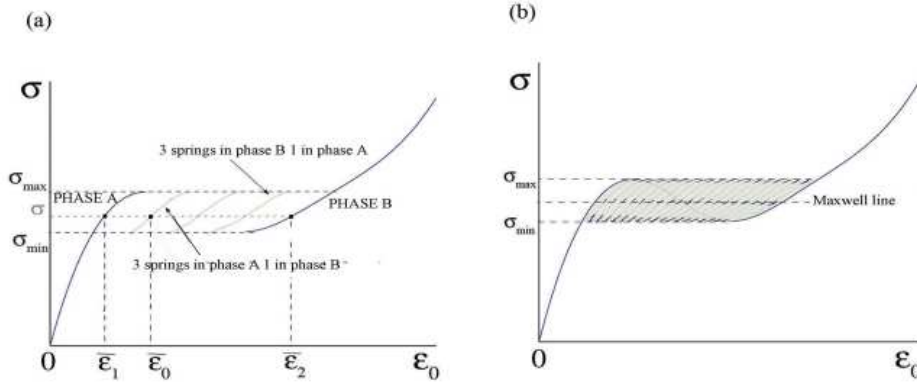 (a)
σ
3 springs in phase B 1 in phase A
σmax
PHASE A
σ
PHASE B
σmin
3 springs in phase A 1 in phase B
0
ε̅1
ε̅0
ε̅2
ε0
(b)
σ
σmax
Maxwell line
σmin
0
ε0